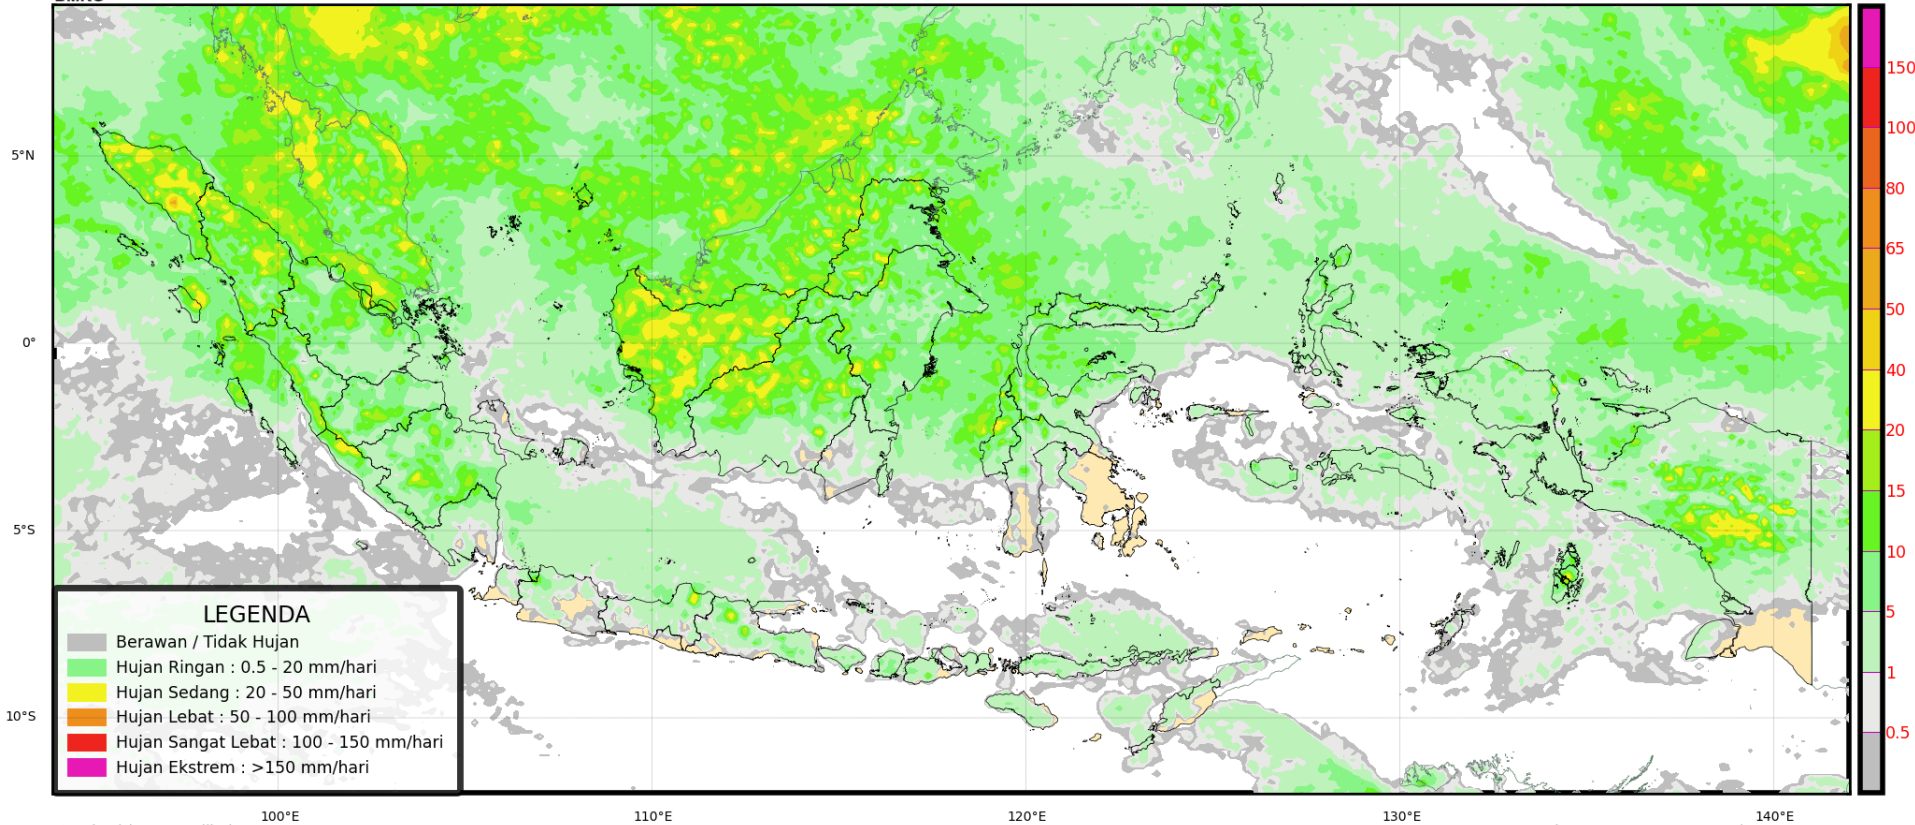 150
100
80
65
50
40
20
15
10
5
1
0.5
5°N
0°
5°S
10°S
LEGENDA
Berawan / Tidak Hujan
Hujan Ringan : 0.5 - 20 mm/hari
Hujan Sedang : 20 - 50 mm/hari
Hujan Lebat : 50 - 100 mm/hari
Hujan Sangat Lebat : 100 - 150 mm/hari
Hujan Ekstrem : >150 mm/hari
100°E 110°E 120°E 130°E 140°E